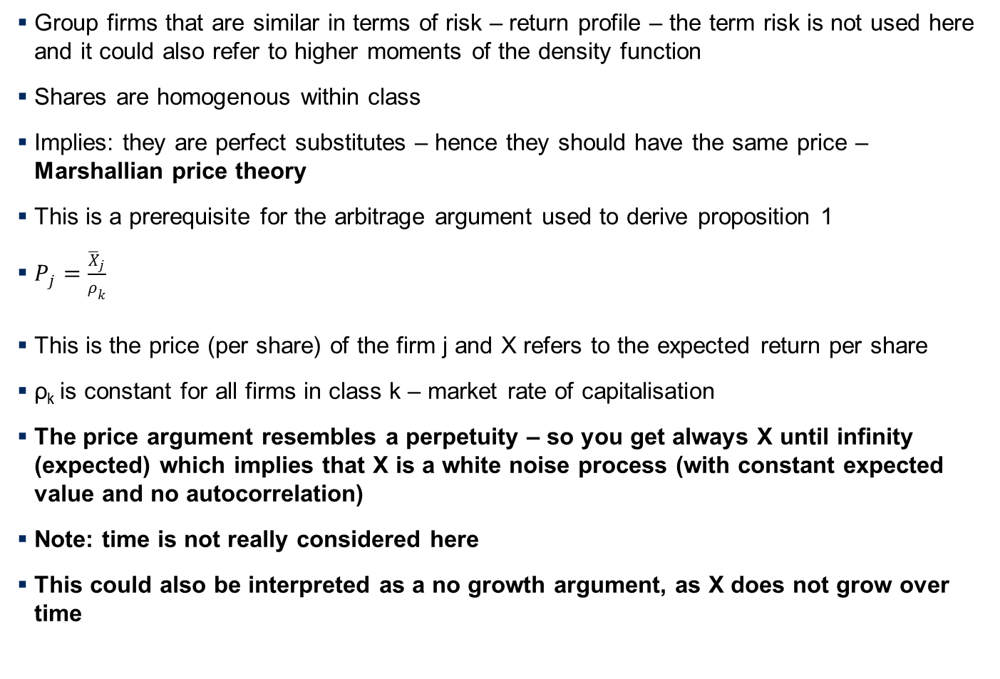 ▪ Group firms that are similar in terms of risk – return profile – the term risk is not used here
and it could also refer to higher moments of the density function
▪ Shares are homogenous within class
▪ Implies: they are perfect substitutes – hence they should have the same price –
Marshallian price theory
▪ This is a prerequisite for the arbitrage argument used to derive proposition 1
▪ P_j = X̅_j / ρ_k
▪ This is the price (per share) of the firm j and X refers to the expected return per share
▪ ρₖ is constant for all firms in class k – market rate of capitalisation
▪ The price argument resembles a perpetuity – so you get always X until infinity
(expected) which implies that X is a white noise process (with constant expected
value and no autocorrelation)
▪ Note: time is not really considered here
▪ This could also be interpreted as a no growth argument, as X does not grow over
time